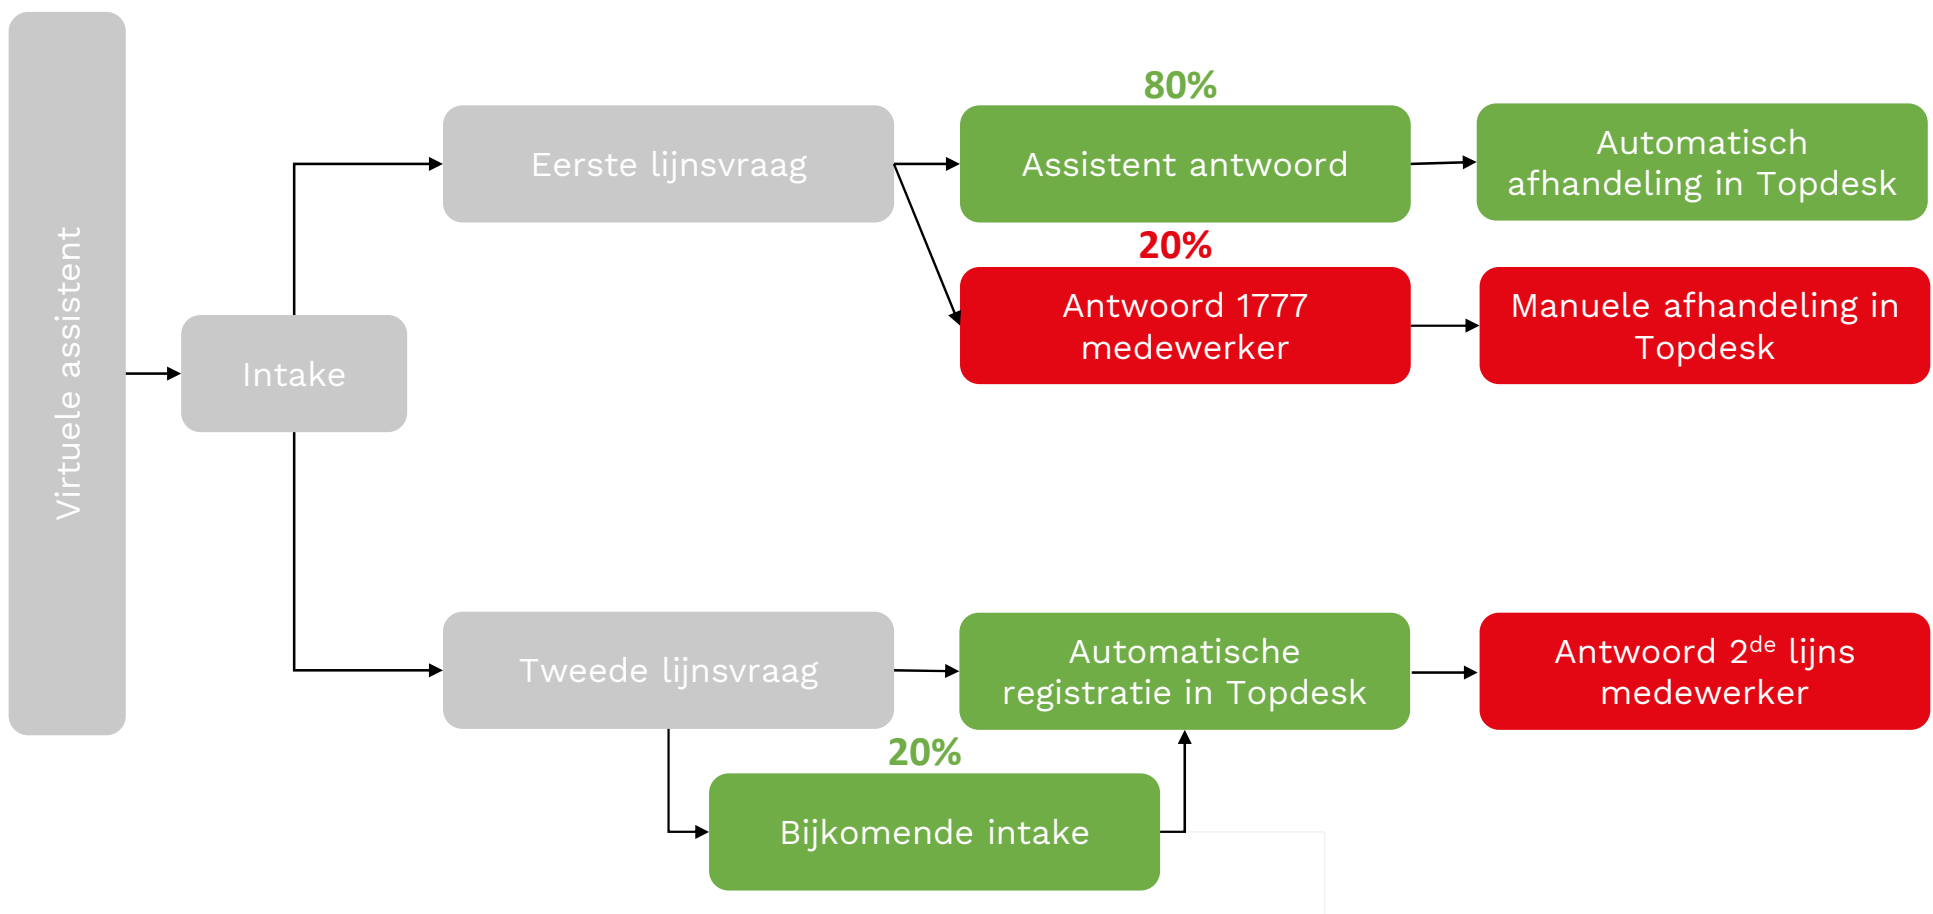 Virtuele assistent
Intake
Eerste lijnsvraag
80%
Assistent antwoord
Automatisch
afhandeling in Topdesk
20%
Antwoord 1777
medewerker
Manuele afhandeling in
Topdesk
Tweede lijnsvraag
Automatische
registratie in Topdesk
Antwoord 2de lijns
medewerker
20%
Bijkomende intake